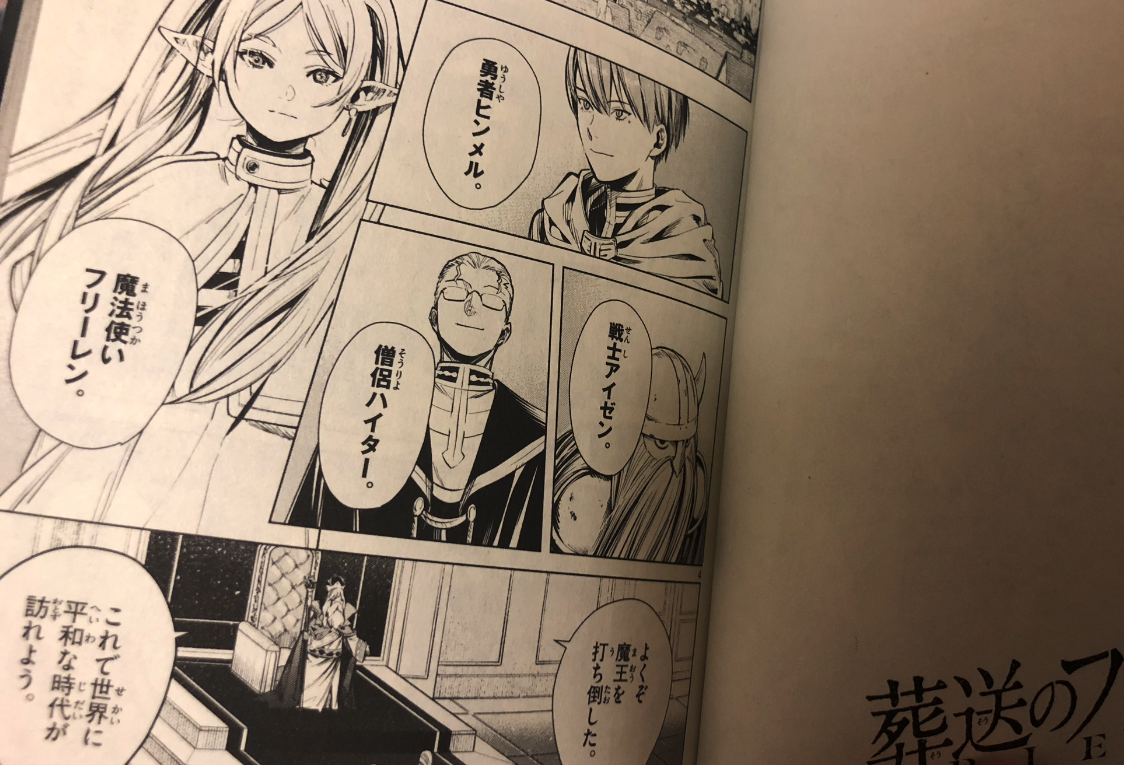 勇者ヒンメル。
戦士アイゼン。
僧侶ハイター。
魔法使い
フリーレン。
よくぞ
魔王を
打ち倒した。
これで世界に
平和な時代が
訪れよう。
葬送のフ